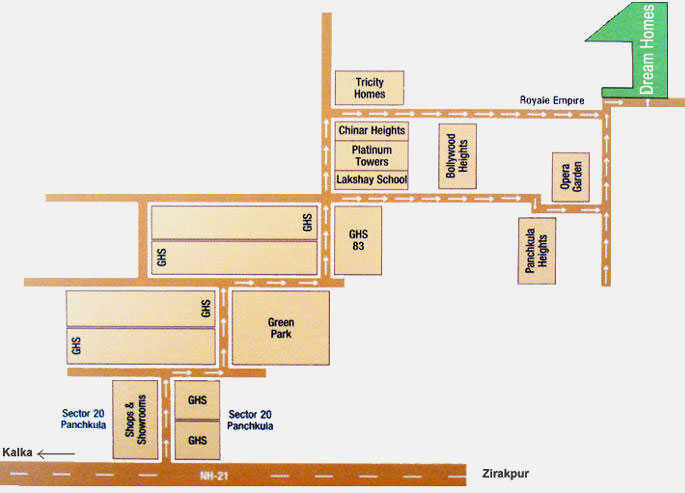 Dream Homes
Tricity
Homes
Royale Empire
Chinar Heights
Platinum
Towers
Lakshay School
Bollywood
Heights
Opera
Garden
GHS
GHS
GHS
83
Panchkula
Heights
GHS
GHS
Green
Park
Sector 20
Panchkula
Shops &
Showrooms
GHS
GHS
Sector 20
Panchkula
Kalka
NH-21
Zirakpur